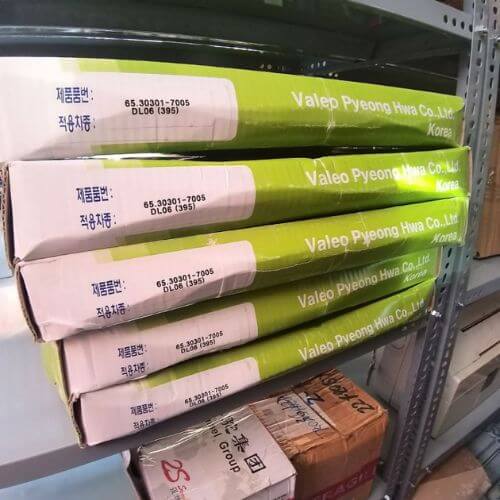 제품품번 :
65.30301-7005
적용차종 :
DL06 (395)
Valeo Pyeong Hwa Co.,Ltd.
Korea
제품품번 :
65.30301-7005
적용차종 :
DL06 (395)
Valeo Pyeong Hwa Co.,Ltd.
Korea
제품품번 :
65.30301-7005
적용차종 :
DL06 (395)
Valeo Pyeong Hwa Co.,Ltd.
Korea
제품품번 :
65.30301-7005
적용차종 :
DL06 (395)
Valeo Pyeong Hwa Co.,Ltd.
Korea
제품품번 :
65.30301-7005
적용차종 :
DL06 (395)
Valeo Pyeong Hwa Co.,Ltd.
集团
Group
2S